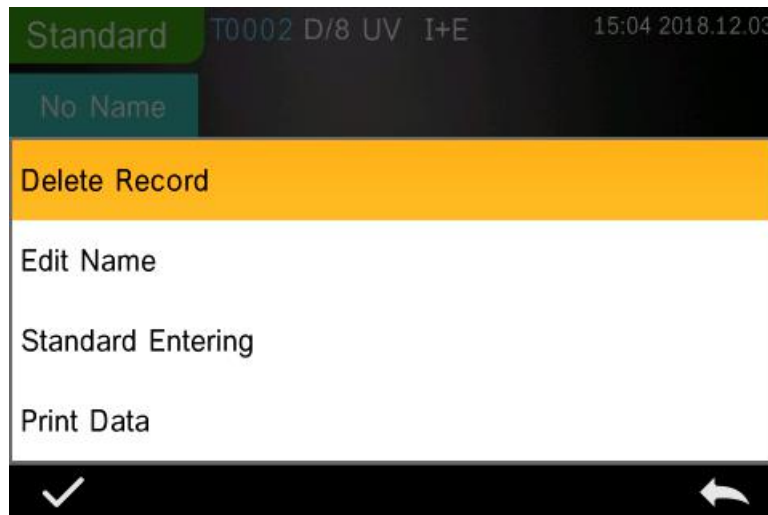 Standard T0002 D/8 UV I+E 15:04 2018.12.03
No Name
Delete Record
Edit Name
Standard Entering
Print Data